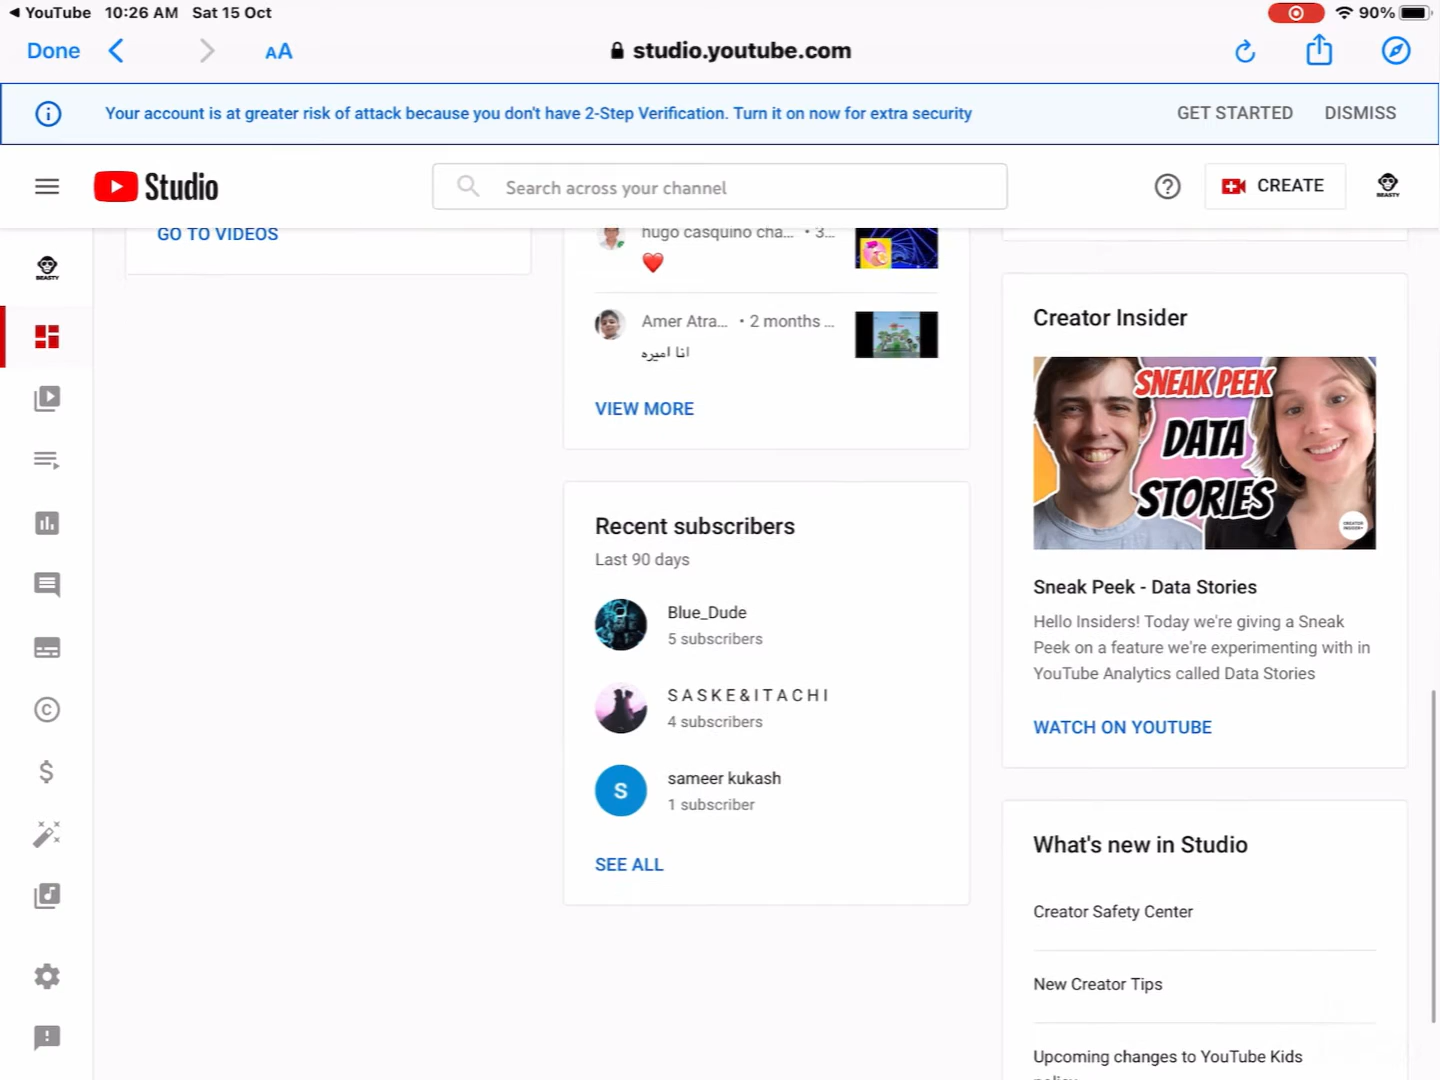 YouTube 10:26 AM Sat 15 Oct 90%
Done AA studio.youtube.com
Your account is at greater risk of attack because you don't have 2-Step Verification. Turn it on now for extra security GET STARTED DISMISS
Studio Search across your channel CREATE BEASTY
BEASTY
GO TO VIDEOS
hugo casquino cha... • 3...
❤️
Amer Atra... • 2 months ...
انا اميره
VIEW MORE
Recent subscribers
Last 90 days
Blue_Dude
5 subscribers
S A S K E & I T A C H I
4 subscribers
S
sameer kukash
1 subscriber
SEE ALL
Creator Insider
SNEAK PEEK
DATA
STORIES
CREATOR
INSIDER+
Sneak Peek - Data Stories
Hello Insiders! Today we're giving a Sneak
Peek on a feature we're experimenting with in
YouTube Analytics called Data Stories
WATCH ON YOUTUBE
What's new in Studio
Creator Safety Center
New Creator Tips
Upcoming changes to YouTube Kids